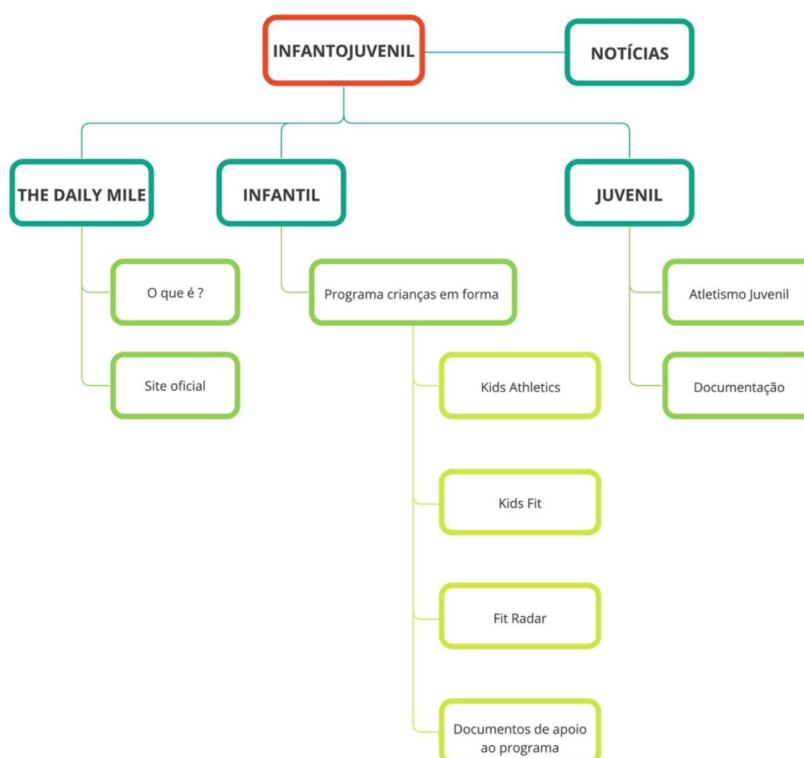 INFANTOJUVENIL
NOTÍCIAS
THE DAILY MILE
INFANTIL
JUVENIL
O que é ?
Programa crianças em forma
Atletismo Juvenil
Site oficial
Kids Athletics
Documentação
Kids Fit
Fit Radar
Documentos de apoio
ao programa